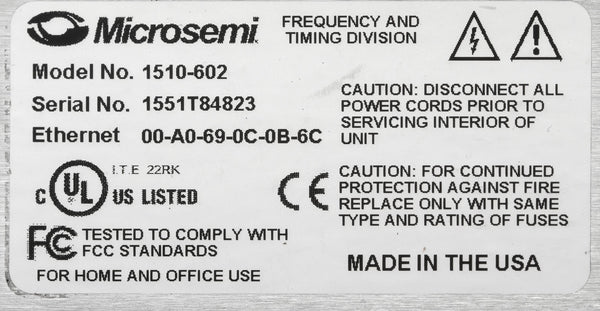 Microsemi
FREQUENCY AND
TIMING DIVISION
Model No. 1510-602
Serial No. 1551T84823
Ethernet 00-A0-69-0C-0B-6C
CAUTION: DISCONNECT ALL
POWER CORDS PRIOR TO
SERVICING INTERIOR OF
UNIT
I.T.E 22RK
C UL US LISTED
CE
CAUTION: FOR CONTINUED
PROTECTION AGAINST FIRE
REPLACE ONLY WITH SAME
TYPE AND RATING OF FUSES
FC TESTED TO COMPLY WITH
FCC STANDARDS
FOR HOME AND OFFICE USE
MADE IN THE USA